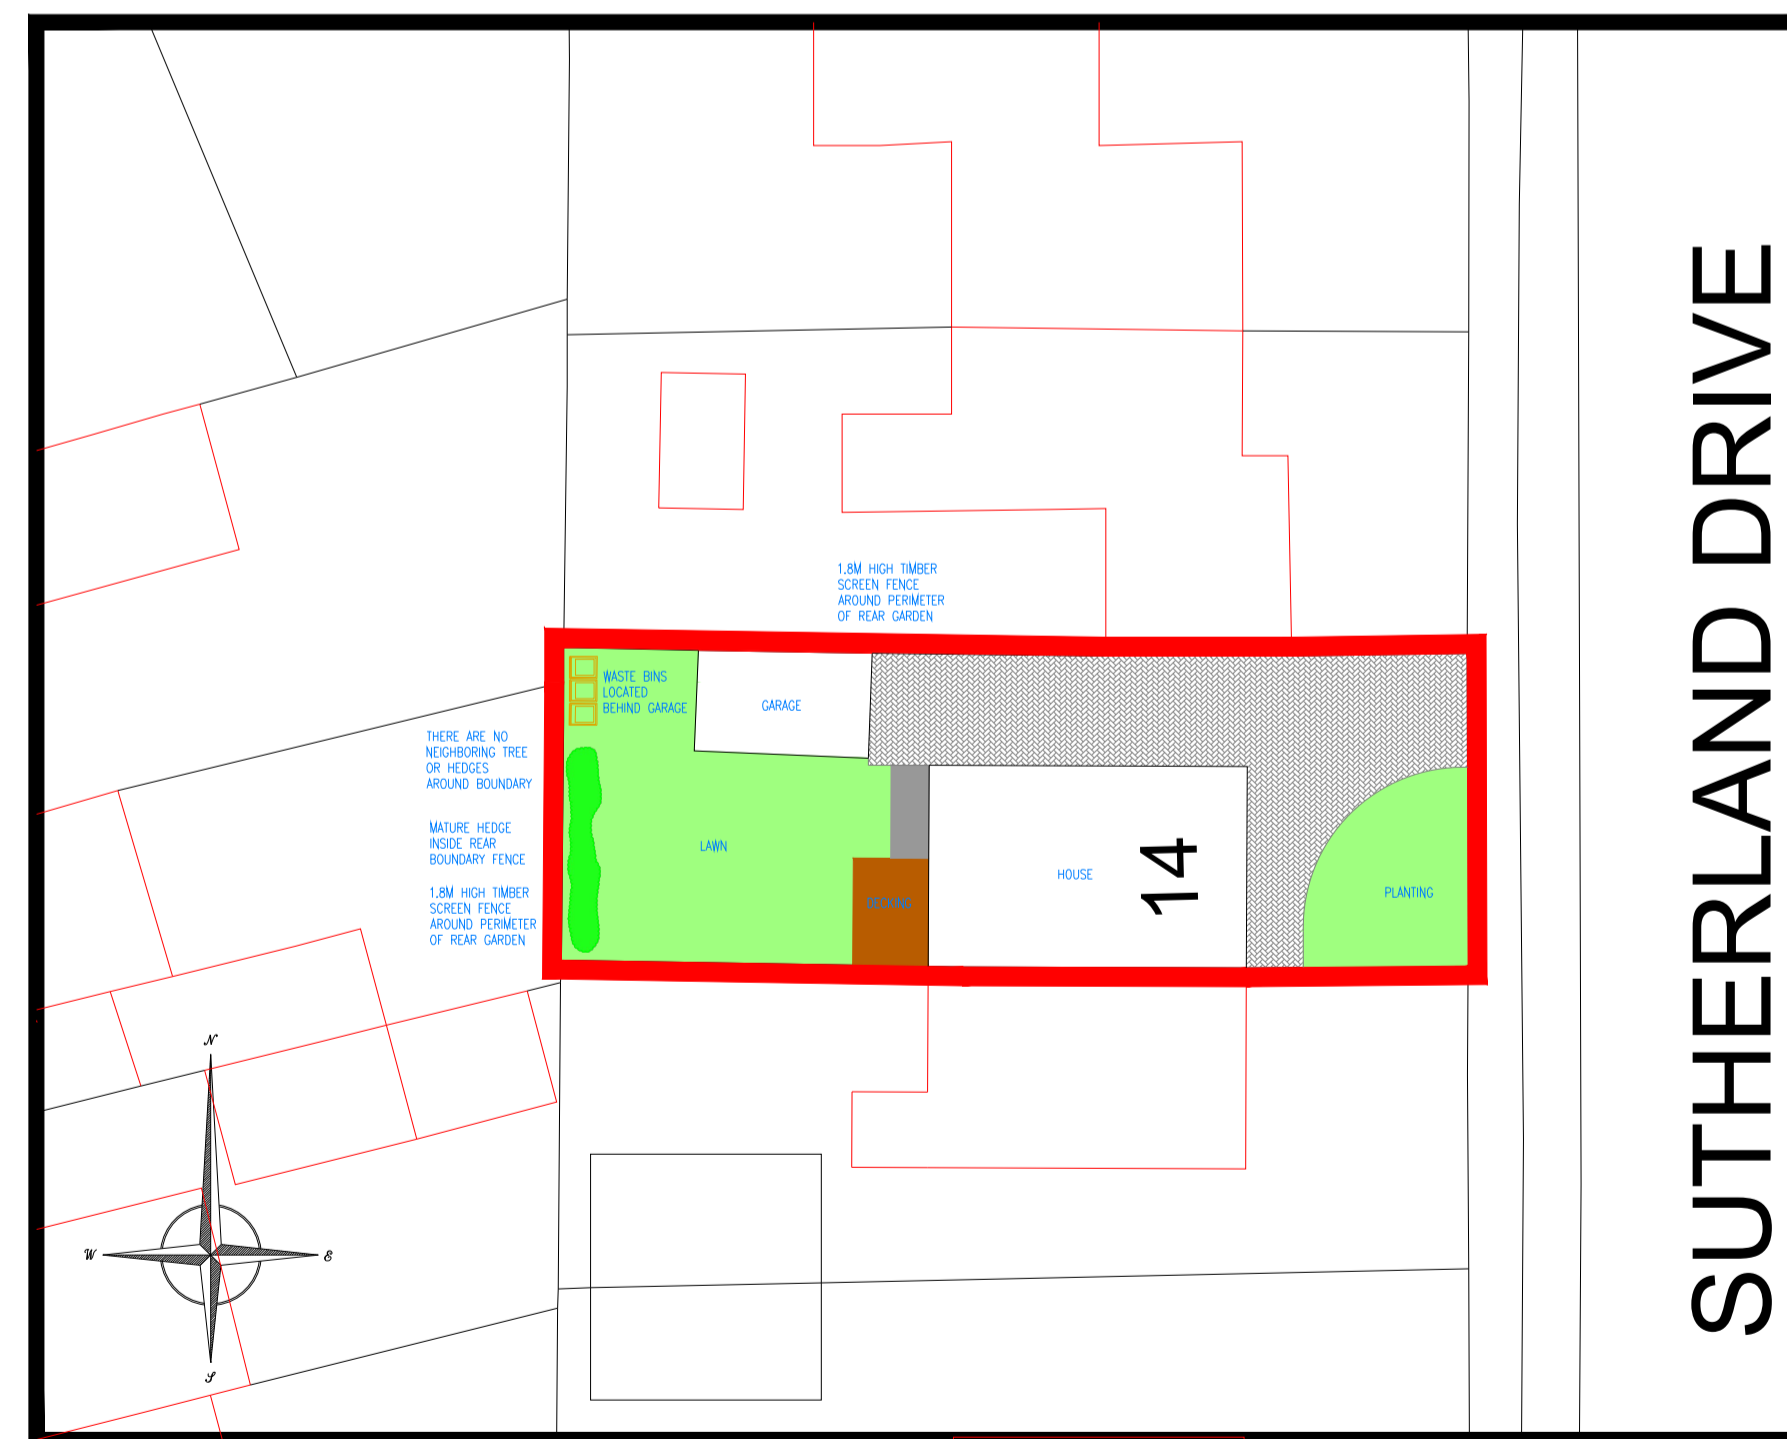 SUTHERLAND DRIVE
1.8M HIGH TIMBER
SCREEN FENCE
AROUND PERIMETER
OF REAR GARDEN
WASTE BINS
LOCATED
BEHIND GARAGE
GARAGE
THERE ARE NO
NEIGHBORING TREE
OR HEDGES
AROUND BOUNDARY
MATURE HEDGE
INSIDE REAR
BOUNDARY FENCE
1.8M HIGH TIMBER
SCREEN FENCE
AROUND PERIMETER
OF REAR GARDEN
LAWN
DECKING
HOUSE
14
PLANTING
N
W
E
S